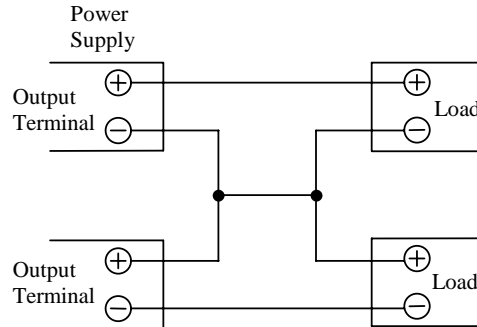 Power
Supply
+
+
Output
Terminal
Load
−
−
+
+
Output
Terminal
Load
−
−